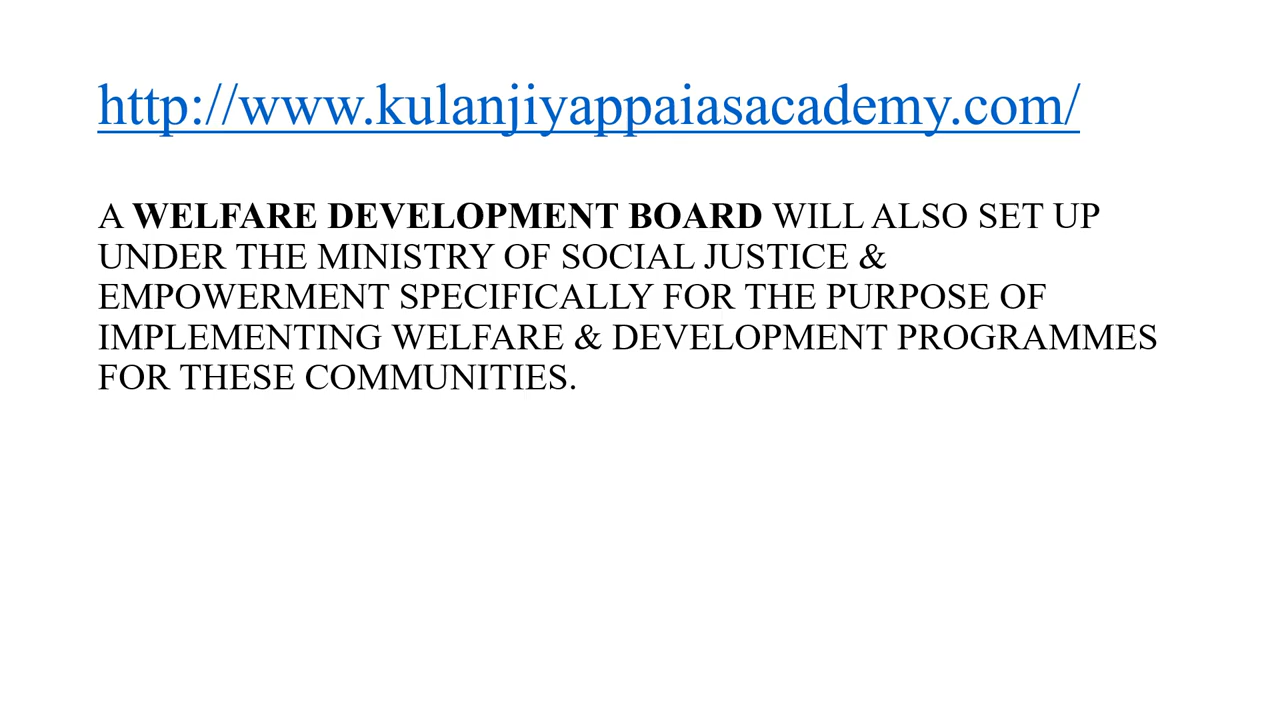 http://www.kulanjiyappaiasacademy.com/
A WELFARE DEVELOPMENT BOARD WILL ALSO SET UP
UNDER THE MINISTRY OF SOCIAL JUSTICE &
EMPOWERMENT SPECIFICALLY FOR THE PURPOSE OF
IMPLEMENTING WELFARE & DEVELOPMENT PROGRAMMES
FOR THESE COMMUNITIES.